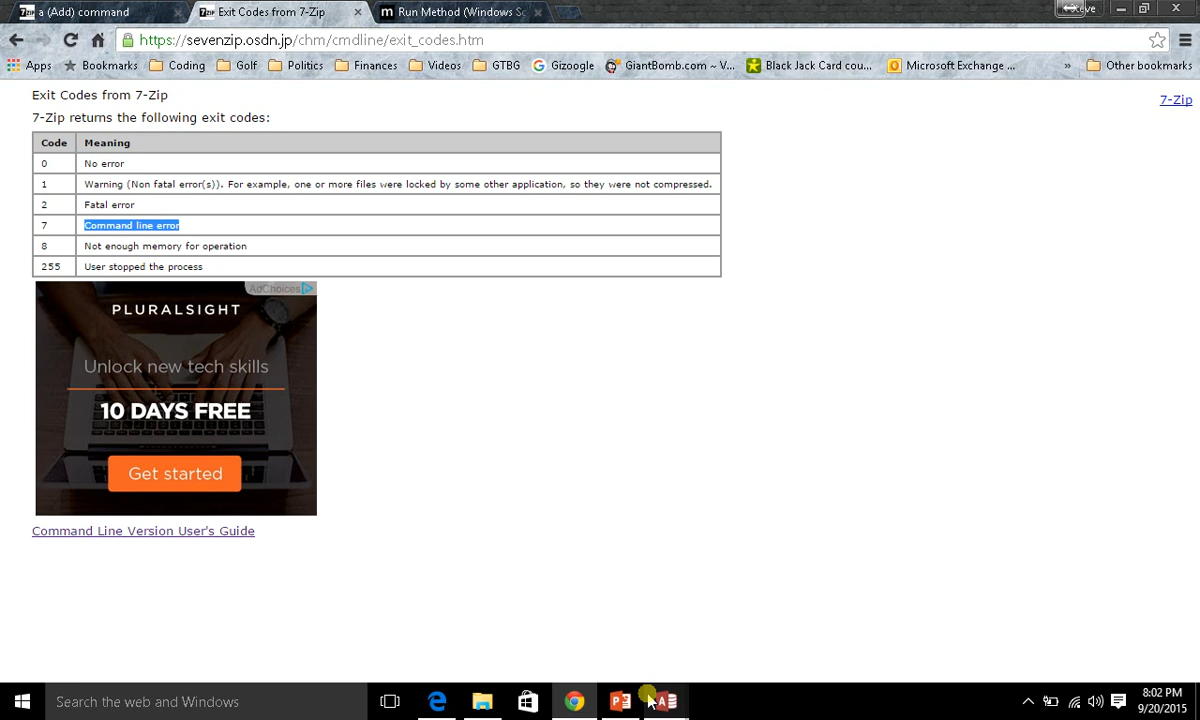 a (Add) command
Exit Codes from 7-Zip
Run Method (Windows Sc
https://sevenzip.osdn.jp/chm/cmdline/exit_codes.htm
Apps Bookmarks Coding Golf Politics Finances Videos GTBG Gizoogle GiantBomb.com ~ V... Black Jack Card cou... Microsoft Exchange ... » Other bookmarks
Exit Codes from 7-Zip
7-Zip
7-Zip returns the following exit codes:
Code Meaning
0 No error
1 Warning (Non fatal error(s)). For example, one or more files were locked by some other application, so they were not compressed.
2 Fatal error
7 Command line error
8 Not enough memory for operation
255 User stopped the process
AdChoices
PLURALSIGHT
Unlock new tech skills
10 DAYS FREE
Get started
Command Line Version User's Guide
Search the web and Windows
8:02 PM
9/20/2015